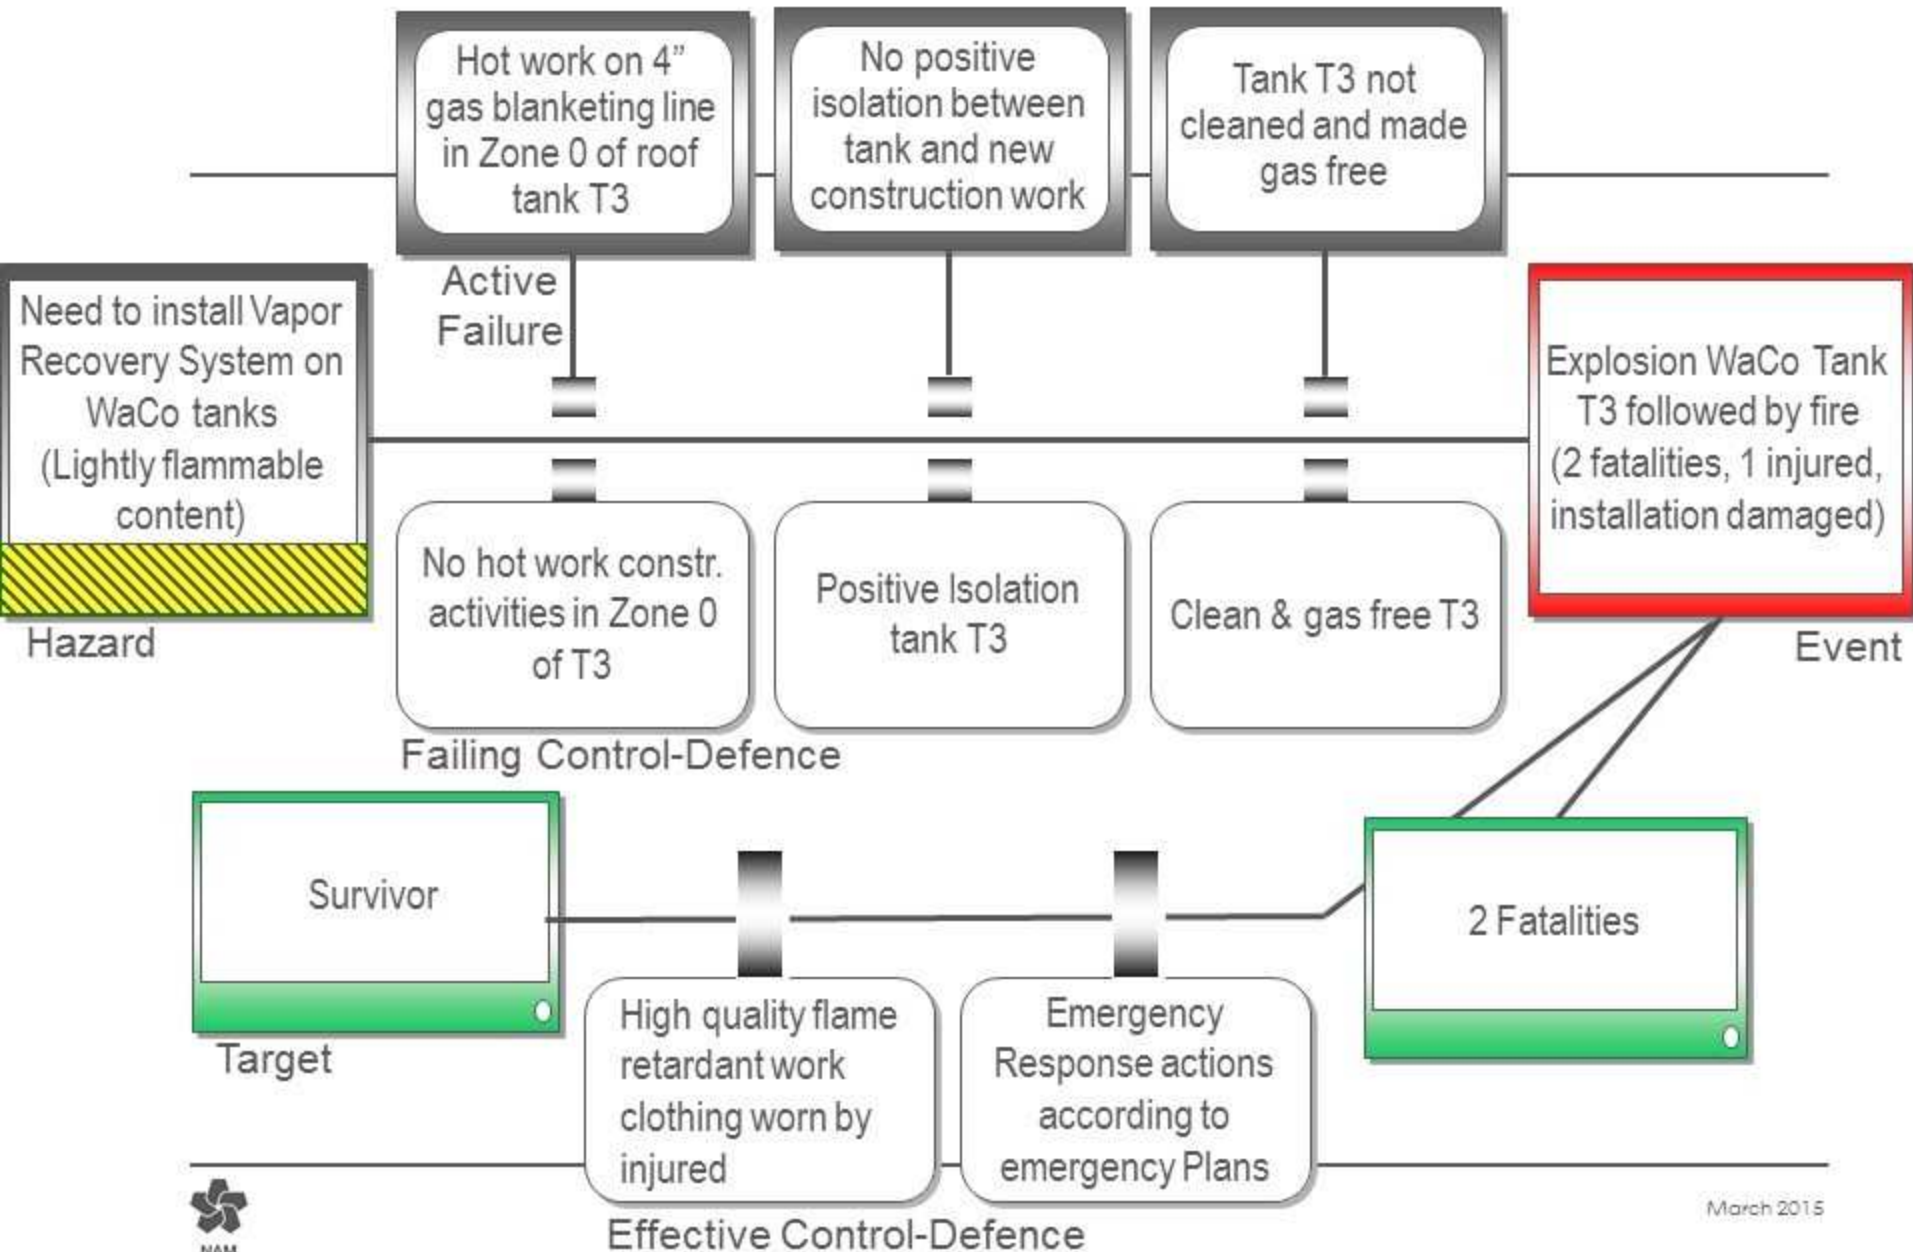 Hot work on 4”
gas blanketing line
in Zone 0 of roof
tank T3
No positive
isolation between
tank and new
construction work
Tank T3 not
cleaned and made
gas free
Active
Failure
Need to install Vapor
Recovery System on
WaCo tanks
(Lightly flammable
content)
Hazard
Explosion WaCo Tank
T3 followed by fire
(2 fatalities, 1 injured,
installation damaged)
Event
No hot work constr.
activities in Zone 0
of T3
Positive Isolation
tank T3
Clean & gas free T3
Failing Control-Defence
Survivor
Target
2 Fatalities
High quality flame
retardant work
clothing worn by
injured
Emergency
Response actions
according to
emergency Plans
Effective Control-Defence
NAM
March 2015